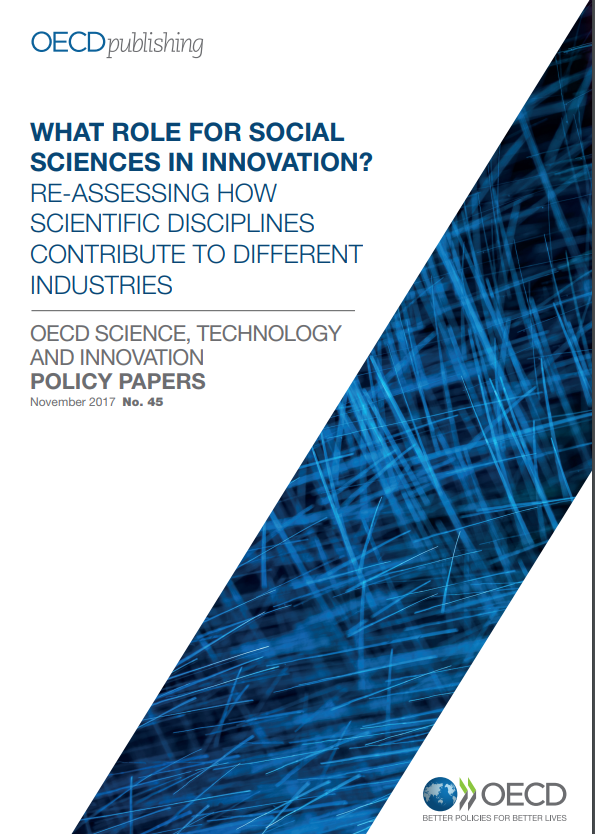 OECDpublishing
WHAT ROLE FOR SOCIAL
SCIENCES IN INNOVATION?
RE-ASSESSING HOW
SCIENTIFIC DISCIPLINES
CONTRIBUTE TO DIFFERENT
INDUSTRIES
OECD SCIENCE, TECHNOLOGY
AND INNOVATION
POLICY PAPERS
November 2017 No. 45
OECD
BETTER POLICIES FOR BETTER LIVES